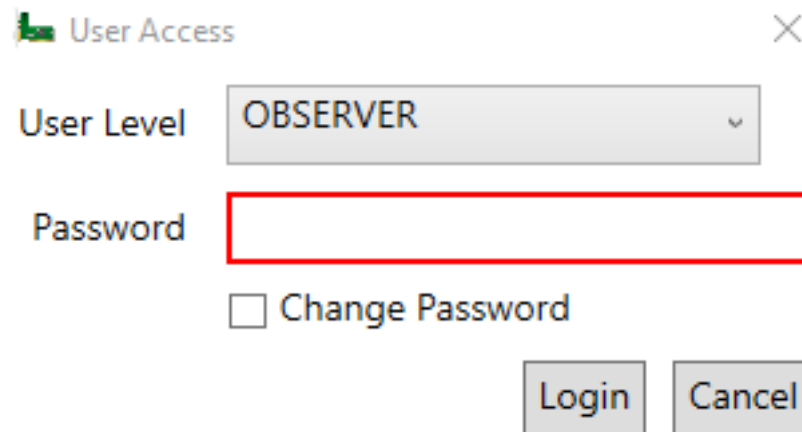 User Access
User Level OBSERVER
Password
Change Password
Login Cancel